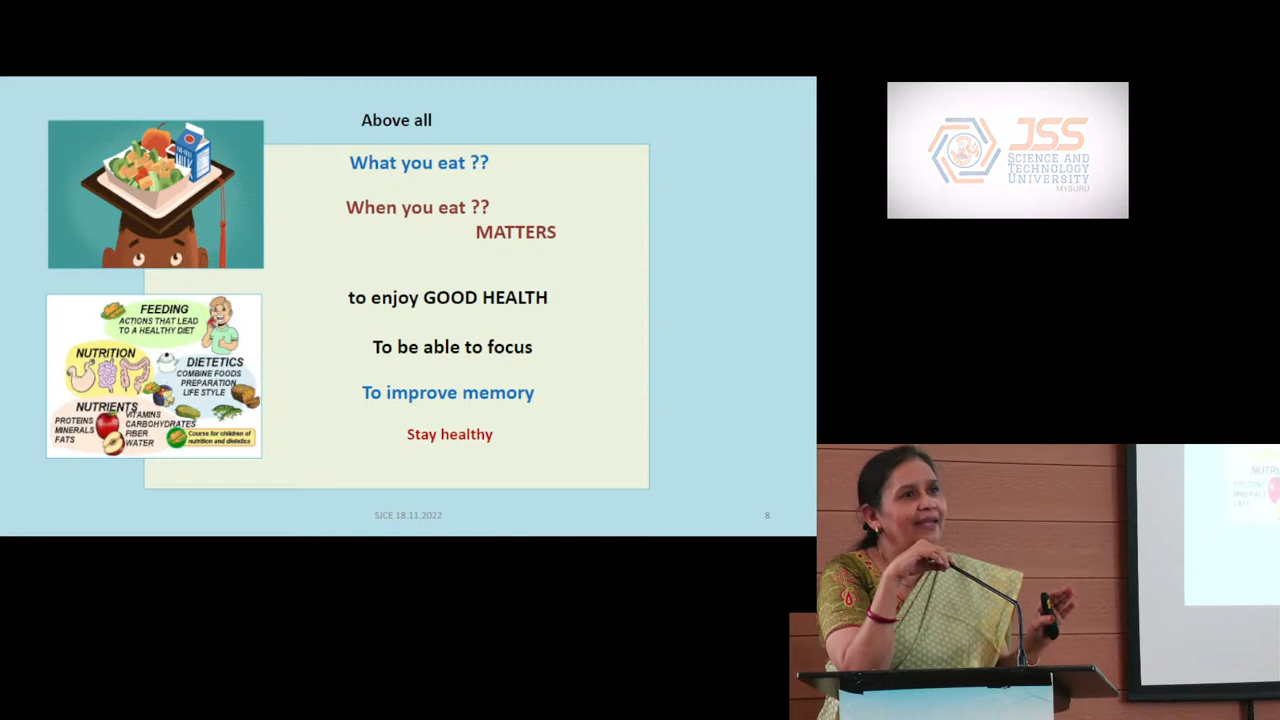 Above all
What you eat ??
When you eat ??
MATTERS
to enjoy GOOD HEALTH
To be able to focus
To improve memory
Stay healthy
FEEDING
ACTIONS THAT LEAD
TO A HEALTHY DIET
NUTRITION
DIETETICS
COMBINE FOODS
PREPARATION
LIFE STYLE
NUTRIENTS
PROTEINS
MINERALS
FATS
VITAMINS
CARBOHYDRATES
FIBER
WATER
Course for children of
nutrition and dietetics
SJCE 18.11.2022
8
JSS
SCIENCE AND
TECHNOLOGY
UNIVERSITY
MYSURU